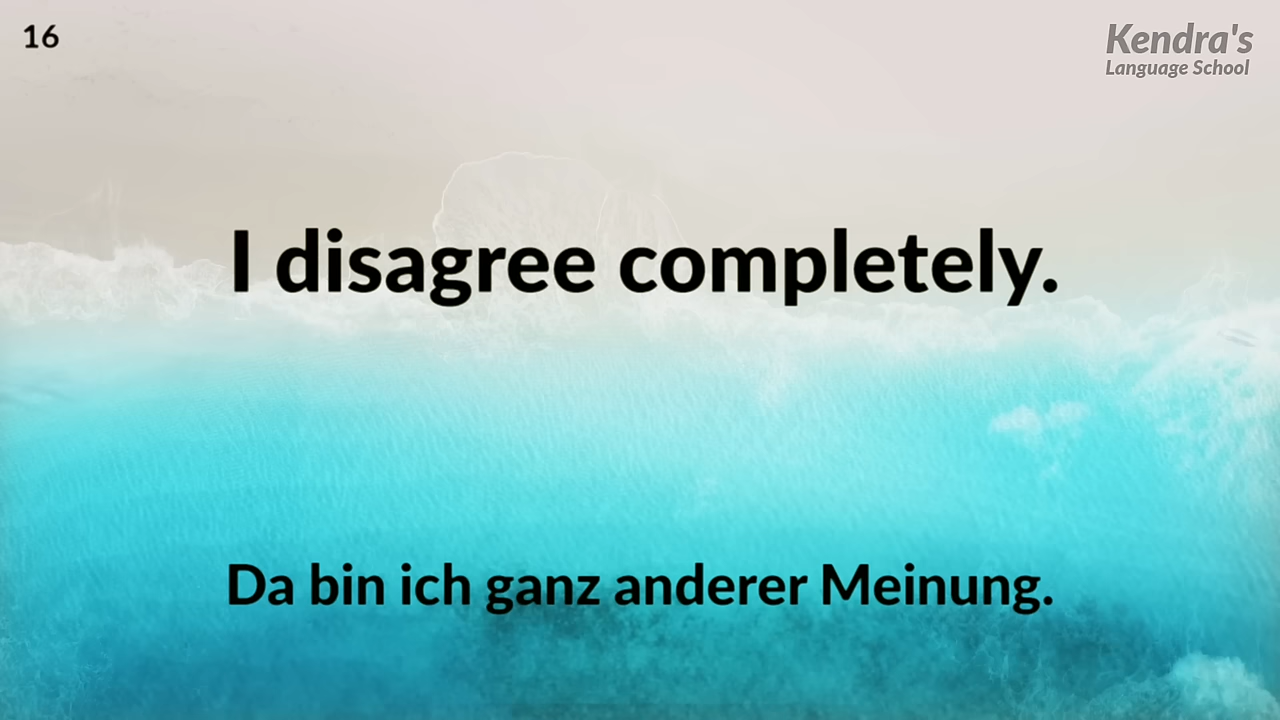 16
Kendra's
Language School
I disagree completely.
Da bin ich ganz anderer Meinung.